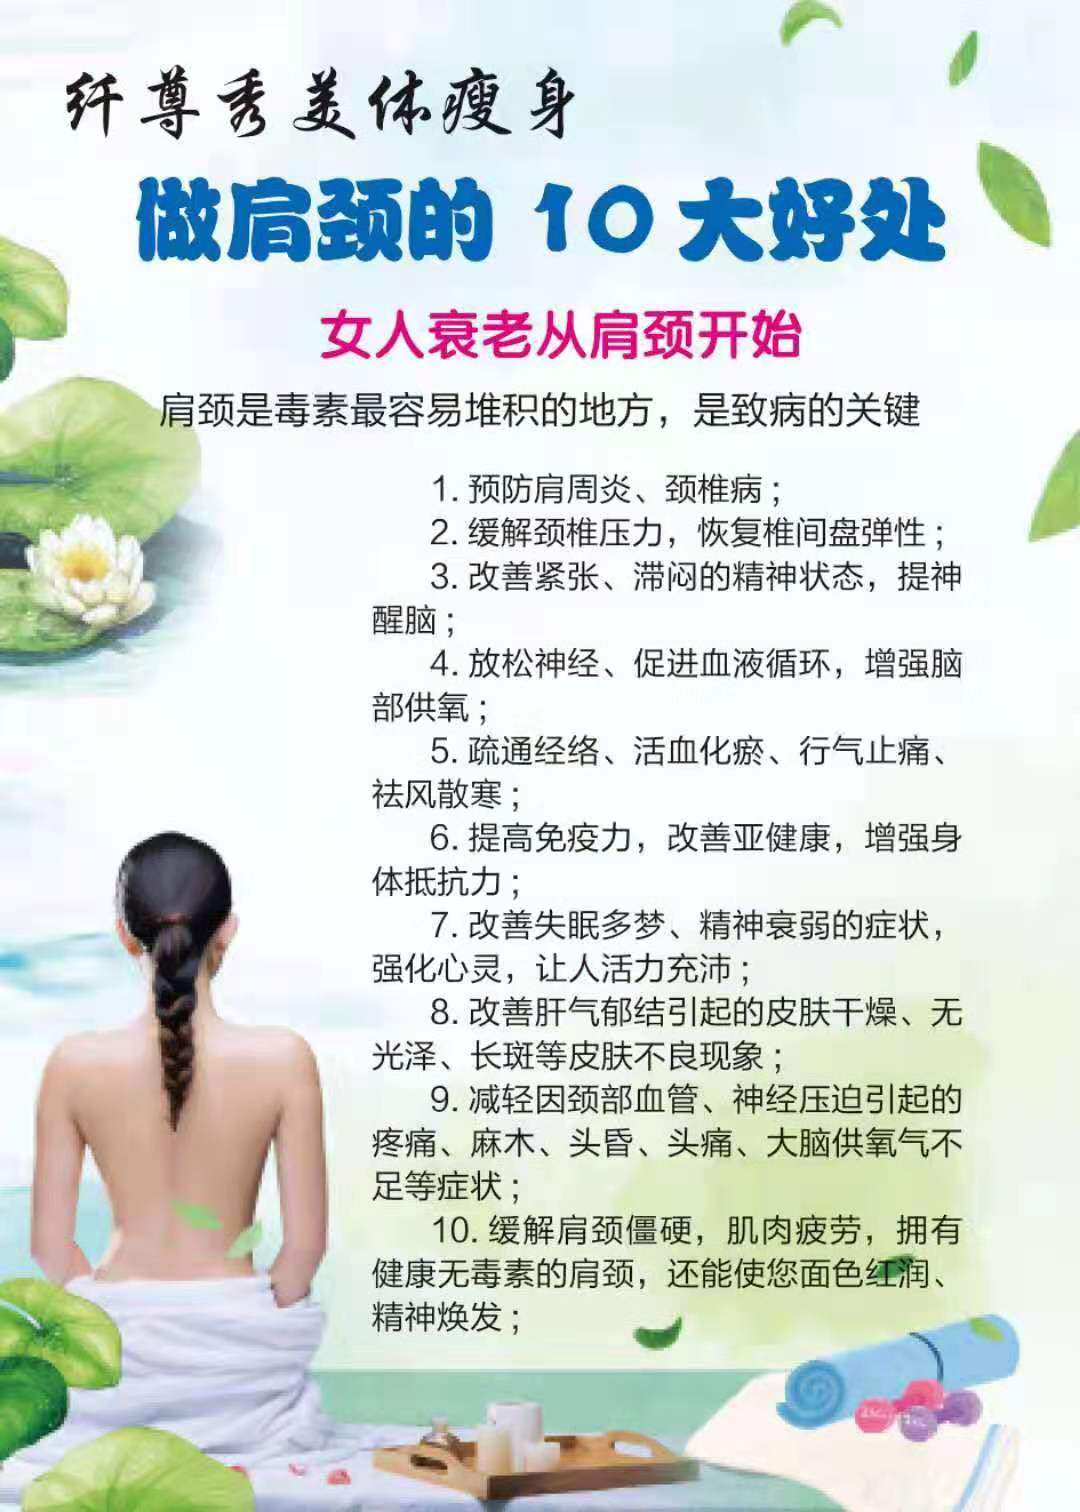 纤尊秀美体瘦身
做肩颈的 10 大好处
女人衰老从肩颈开始
肩颈是毒素最容易堆积的地方，是致病的关键
1. 预防肩周炎、颈椎病；
2. 缓解颈椎压力，恢复椎间盘弹性；
3. 改善紧张、滞闷的精神状态，提神
醒脑；
4. 放松神经、促进血液循环，增强脑
部供氧；
5. 疏通经络、活血化瘀、行气止痛、
祛风散寒；
6. 提高免疫力，改善亚健康，增强身
体抵抗力；
7. 改善失眠多梦、精神衰弱的症状，
强化心灵，让人活力充沛；
8. 改善肝气郁结引起的皮肤干燥、无
光泽、长斑等皮肤不良现象；
9. 减轻因颈部血管、神经压迫引起的
疼痛、麻木、头昏、头痛、大脑供氧气不
足等症状；
10. 缓解肩颈僵硬，肌肉疲劳，拥有
健康无毒素的肩颈，还能使您面色红润、
精神焕发；